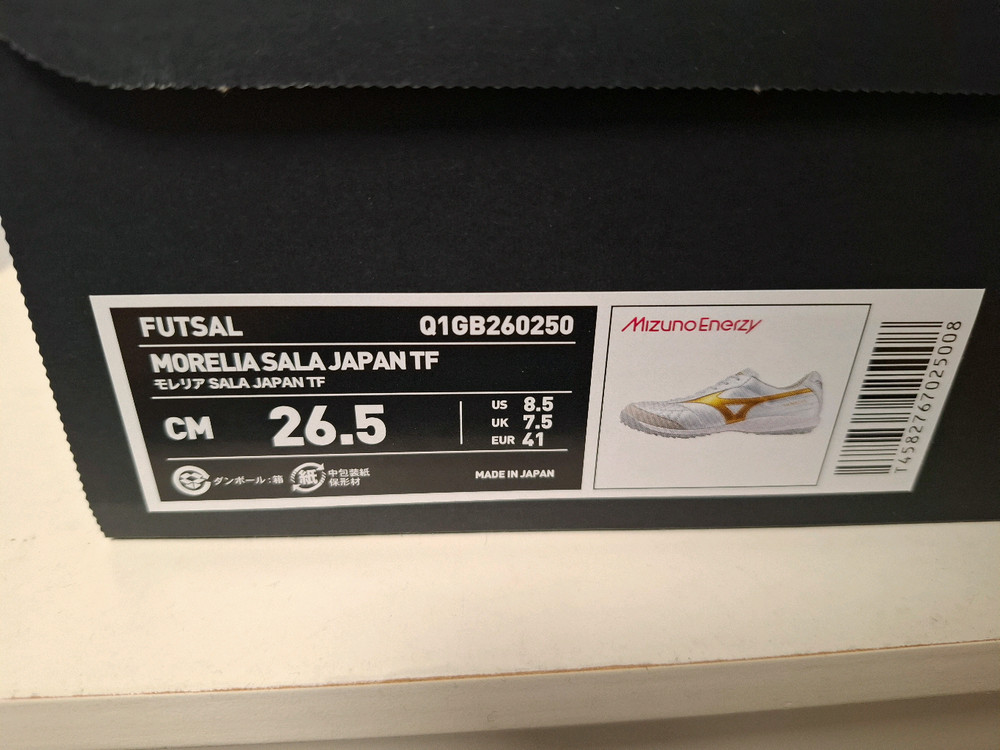 FUTSAL Q1GB260250
MORELIA SALA JAPAN TF
モレリア SALA JAPAN TF
CM 26.5
US 8.5
UK 7.5
EUR 41
ダンボール:箱
紙 中包装紙
保形材
MADE IN JAPAN
Mizuno Enerzy
T4582767025008